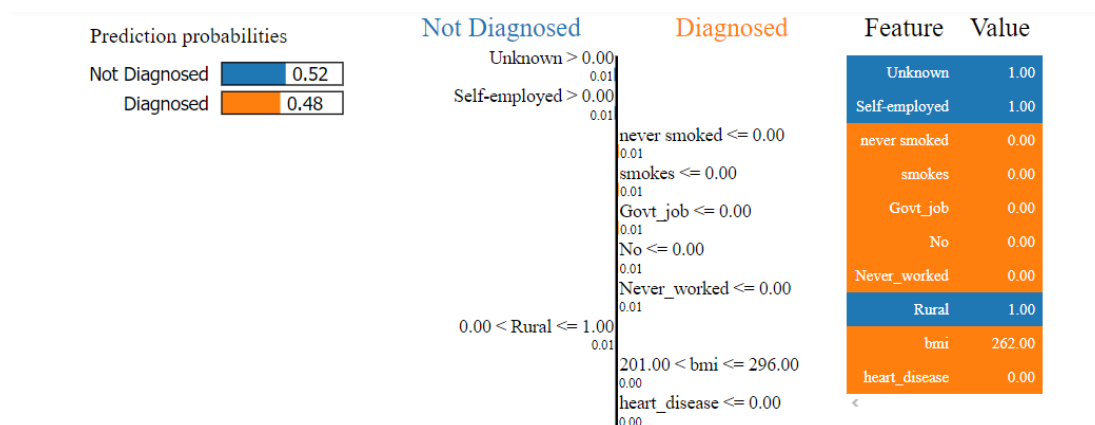 Prediction probabilities
Not Diagnosed 0.52
Diagnosed 0.48
Not Diagnosed Diagnosed
Unknown > 0.00
0.01
Self-employed > 0.00
0.01
never smoked <= 0.00
0.01
smokes <= 0.00
0.01
Govt_job <= 0.00
0.01
No <= 0.00
0.01
Never_worked <= 0.00
0.01
0.00 < Rural <= 1.00
0.01
201.00 < bmi <= 296.00
0.00
heart_disease <= 0.00
0.00
Feature Value
Unknown 1.00
Self-employed 1.00
never smoked 0.00
smokes 0.00
Govt_job 0.00
No 0.00
Never_worked 0.00
Rural 1.00
bmi 262.00
heart_disease 0.00